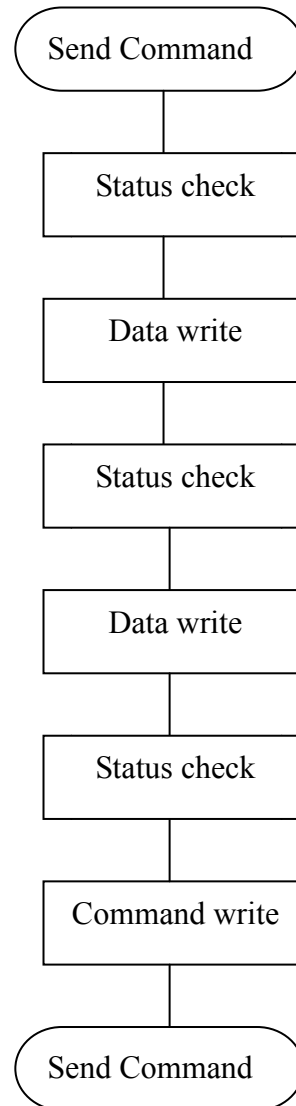 Send Command
Status check
Data write
Status check
Data write
Status check
Command write
Send Command